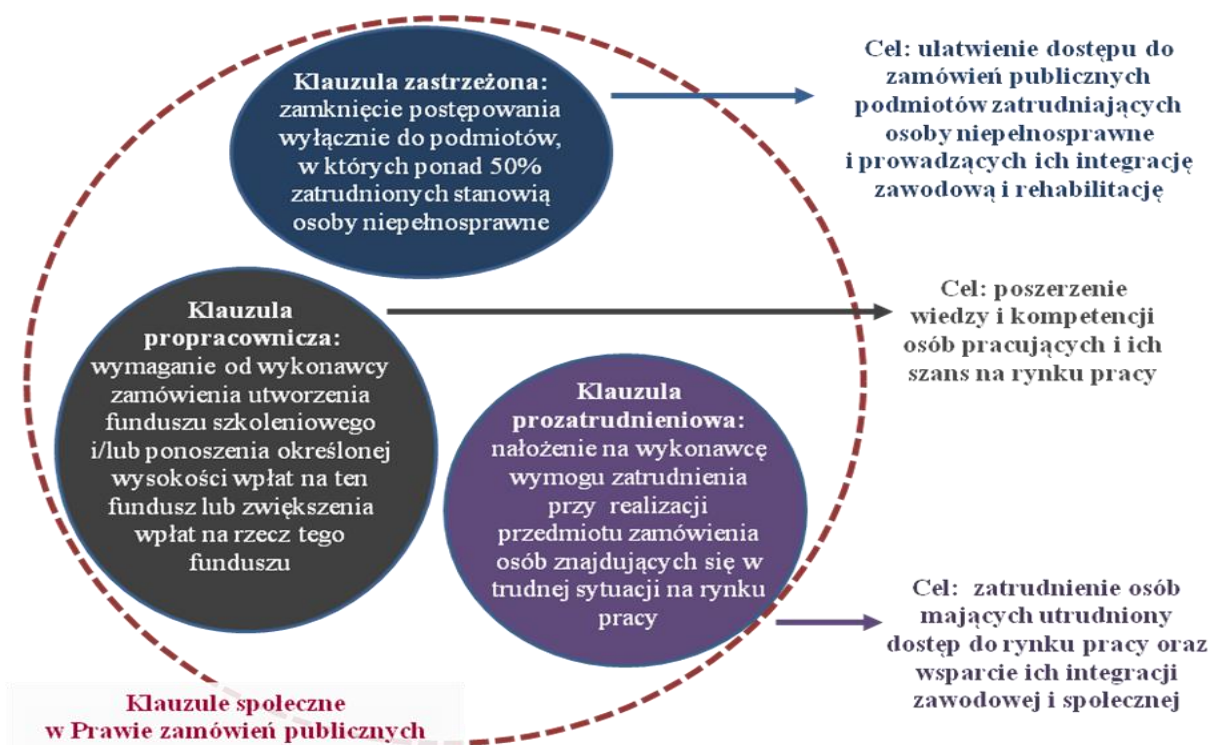 Klauzula zastrzeżona:
zamknięcie postępowania
wyłącznie do podmiotów,
w których ponad 50%
zatrudnionych stanowią
osoby niepełnosprawne
Cel: ułatwienie dostępu do
zamówień publicznych
podmiotów zatrudniających
osoby niepełnosprawne
i prowadzących ich integrację
zawodową i rehabilitację
Klauzula
propracownicza:
wymaganie od wykonawcy
zamówienia utworzenia
funduszu szkoleniowego
i/lub ponoszenia określonej
wysokości wpłat na ten
fundusz lub zwiększenia
wpłat na rzecz tego
funduszu
Cel: poszerzenie
wiedzy i kompetencji
osób pracujących i ich
szans na rynku pracy
Klauzula
prozatrudnieniowa:
nałożenie na wykonawcę
wymogu zatrudnienia
przy realizacji
przedmiotu zamówienia
osób znajdujących się w
trudnej sytuacji na rynku
pracy
Cel: zatrudnienie osób
mających utrudniony
dostęp do rynku pracy oraz
wsparcie ich integracji
zawodowej i społecznej
Klauzule społeczne
w Prawie zamówień publicznych